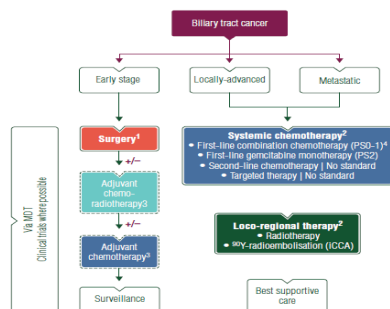 Biliary tract cancer
Early stage
Locally-advanced
Metastatic
Surgery¹
+/−
Adjuvant
chemo-
radiotherapy3
+/−
Adjuvant
chemotherapy³
Surveillance
Systemic chemotherapy²
• First-line combination chemotherapy (PS0-1)⁴
• First-line gemcitabine monotherapy (PS2)
• Second-line chemotherapy | No standard
• Targeted therapy | No standard
Loco-regional therapy²
• Radiotherapy
• ⁹⁰Y-radioembolisation (iCCA)
Best supportive
care
Via MDT
Clinical trials where possible